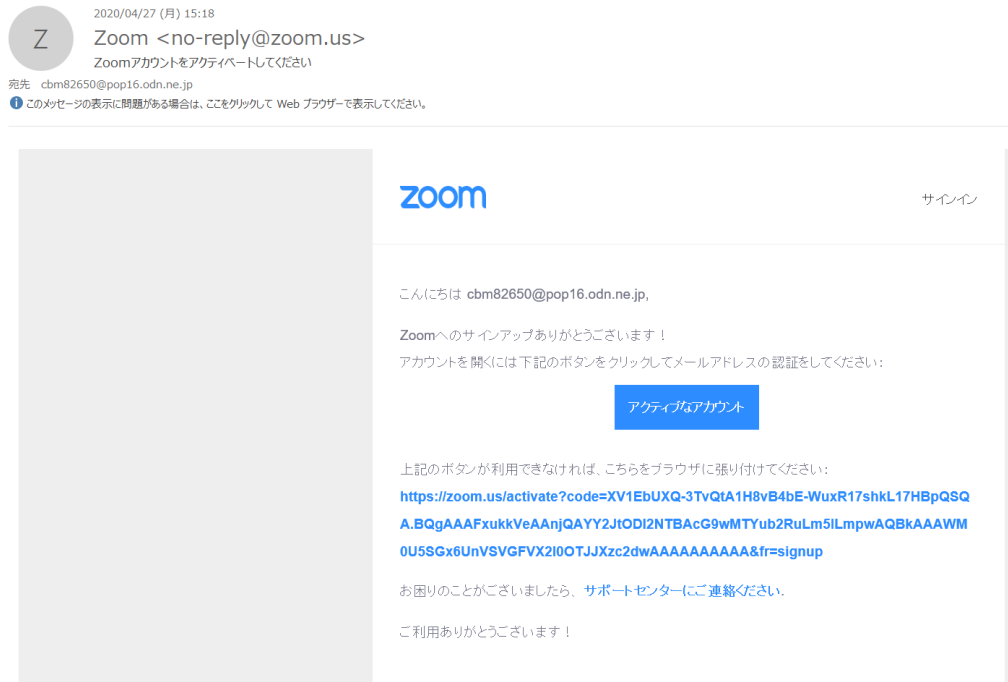 Z
2020/04/27 (月) 15:18
Zoom <no-reply@zoom.us>
Zoomアカウントをアクティベートしてください
宛先 cbm82650@pop16.odn.ne.jp
このメッセージの表示に問題がある場合は、ここをクリックして Web ブラウザーで表示してください。
zoom
サインイン
こんにちは cbm82650@pop16.odn.ne.jp,
Zoomへのサインアップありがとうございます！
アカウントを開くには下記のボタンをクリックしてメールアドレスの認証をしてください:
アクティブなアカウント
上記のボタンが利用できなければ、こちらをブラウザに張り付けてください:
https://zoom.us/activate?code=XV1EbUXQ-3TvQtA1H8vB4bE-WuxR17shkL17HBpQSQ
A.BQgAAAFxukkVeAAnjQAYY2JtODI2NTBAcG9wMTYub2RuLm5lLmpwAQBkAAAWM
0U5SGx6UnVSVGFVX2I0OTJJXzc2dwAAAAAAAAAA&fr=signup
お困りのことがございましたら、サポートセンターにご連絡ください.
ご利用ありがとうございます！